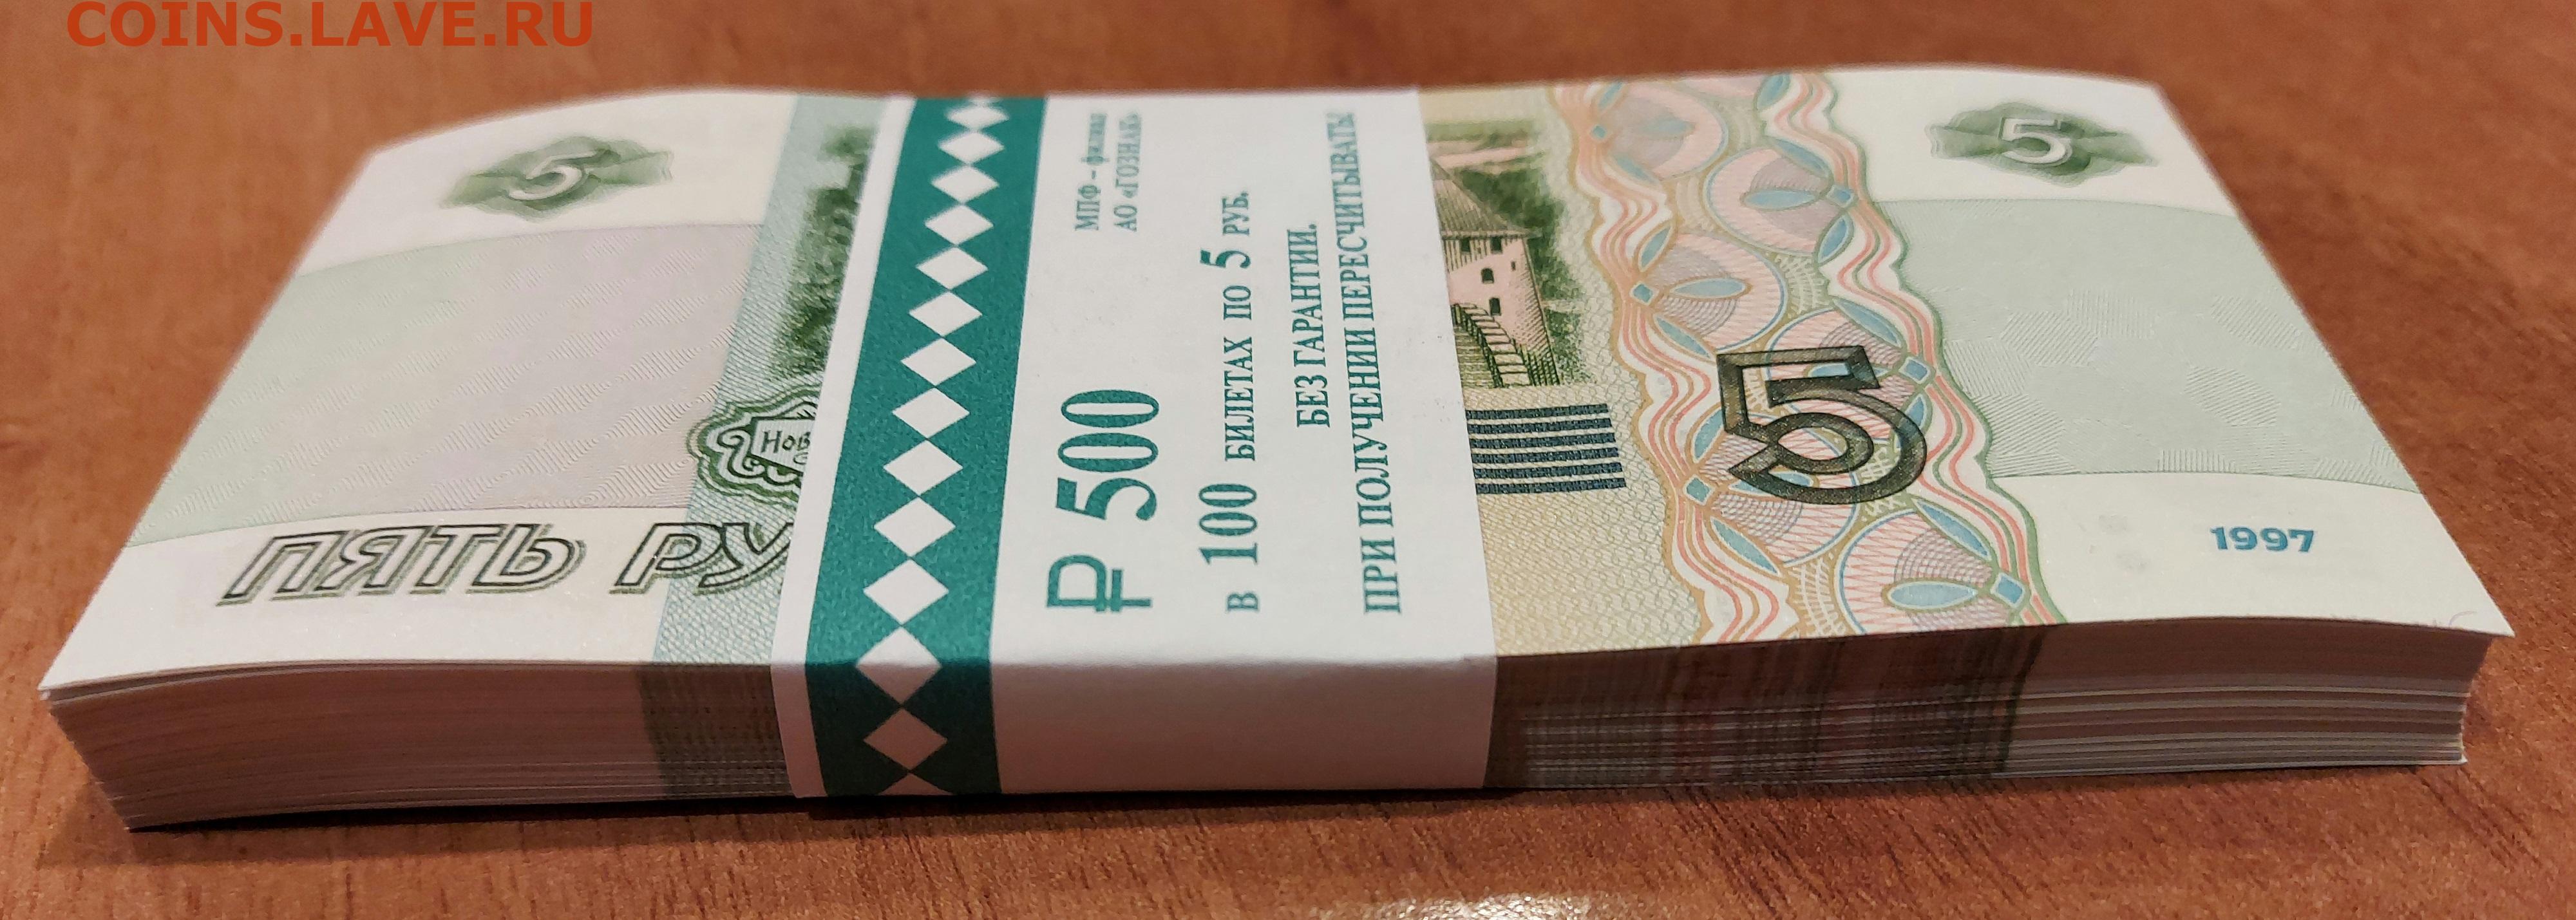 COINS.LAVE.RU
5
ПЯТЬ РУ
Нов
МПФ – филиал
АО «ГОЗНАК»
₽ 500
в 100 билетах по 5 руб.
БЕЗ ГАРАНТИИ.
ПРИ ПОЛУЧЕНИИ ПЕРЕСЧИТЫВАТЬ!
5
5
1997